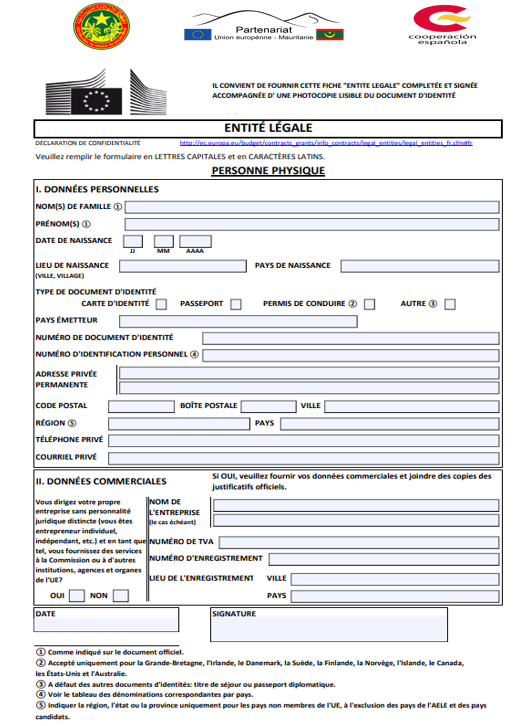 Partenariat
Union européenne - Mauritanie
cooperación
española
IL CONVIENT DE FOURNIR CETTE FICHE "ENTITE LEGALE" COMPLETÉE ET SIGNÉE
ACCOMPAGNÉE D' UNE PHOTOCOPIE LISIBLE DU DOCUMENT D'IDENTITÉ
ENTITÉ LÉGALE
DÉCLARATION DE CONFIDENTIALITÉ http://ec.europa.eu/budget/contracts_grants/info_contracts/legal_entities/legal_entities_fr.cfm#fr
Veuillez remplir le formulaire en LETTRES CAPITALES et en CARACTÈRES LATINS.
PERSONNE PHYSIQUE
I. DONNÉES PERSONNELLES
NOM(S) DE FAMILLE ①
PRÉNOM(S) ①
DATE DE NAISSANCE
JJ MM AAAA
LIEU DE NAISSANCE PAYS DE NAISSANCE
(VILLE, VILLAGE)
TYPE DE DOCUMENT D'IDENTITÉ
CARTE D'IDENTITÉ PASSEPORT PERMIS DE CONDUIRE ② AUTRE ③
PAYS ÉMETTEUR
NUMÉRO DE DOCUMENT D'IDENTITÉ
NUMÉRO D'IDENTIFICATION PERSONNEL ④
ADRESSE PRIVÉE
PERMANENTE
CODE POSTAL BOÎTE POSTALE VILLE
RÉGION ⑤ PAYS
TÉLÉPHONE PRIVÉ
COURRIEL PRIVÉ
II. DONNÉES COMMERCIALES
Si OUI, veuillez fournir vos données commerciales et joindre des copies des
justificatifs officiels.
Vous dirigez votre propre
entreprise sans personnalité
juridique distincte (vous êtes
entrepreneur individuel,
indépendant, etc.) et en tant que
tel, vous fournissez des services
à la Commission ou à d'autres
institutions, agences et organes
de l'UE?
OUI NON
NOM DE
L'ENTREPRISE
(le cas échéant)
NUMÉRO DE TVA
NUMÉRO D'ENREGISTREMENT
LIEU DE L'ENREGISTREMENT VILLE
PAYS
DATE SIGNATURE
① Comme indiqué sur le document officiel.
② Accepté uniquement pour la Grande-Bretagne, l'Irlande, le Danemark, la Suède, la Finlande, la Norvège, l'Islande, le Canada,
les États-Unis et l'Australie.
③ A défaut des autres documents d'identités: titre de séjour ou passeport diplomatique.
④ Voir le tableau des dénominations correspondantes par pays.
⑤ Indiquer la région, l'état ou la province uniquement pour les pays non membres de l'UE, à l'exclusion des pays de l'AELE et des pays
candidats.